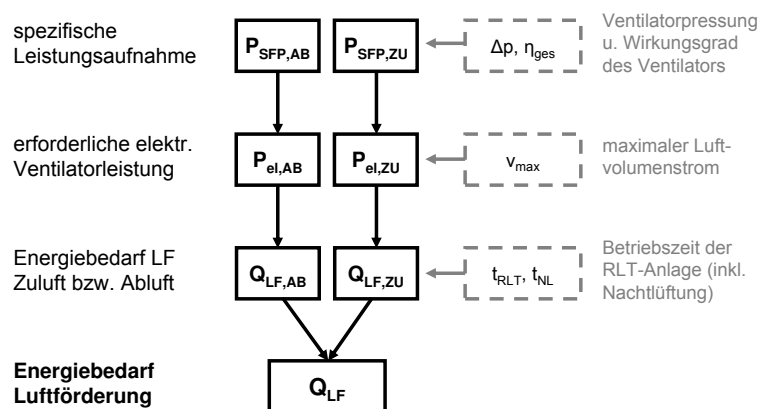 spezifische
Leistungsaufnahme
P_SFP,AB
P_SFP,ZU
Δp, η_ges
Ventilatorpressung
u. Wirkungsgrad
des Ventilators
erforderliche elektr.
Ventilatorleistung
P_el,AB
P_el,ZU
v_max
maximaler Luft-
volumenstrom
Energiebedarf LF
Zuluft bzw. Abluft
Q_LF,AB
Q_LF,ZU
t_RLT, t_NL
Betriebszeit der
RLT-Anlage (inkl.
Nachtlüftung)
Energiebedarf
Luftförderung
Q_LF